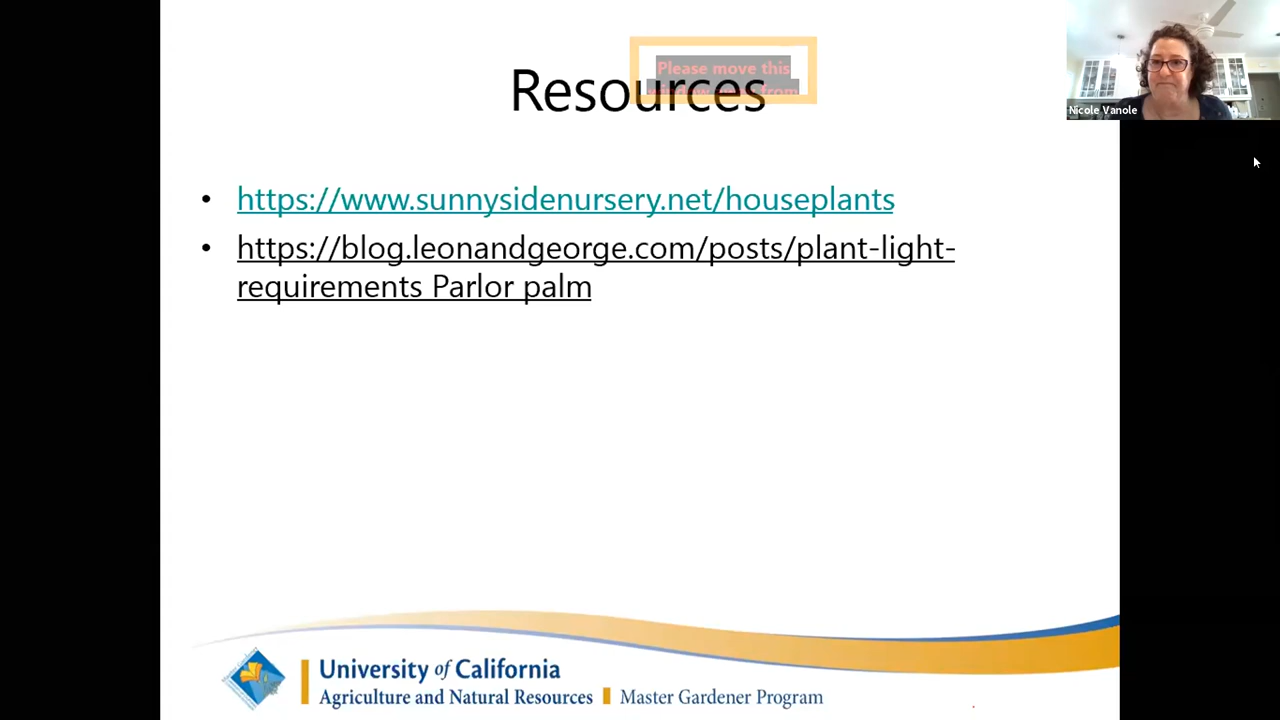 Please move this
Resources
Nicole Vanole
• https://www.sunnysidenursery.net/houseplants
• https://blog.leonandgeorge.com/posts/plant-light-
requirements Parlor palm
University of California
Agriculture and Natural Resources Master Gardener Program